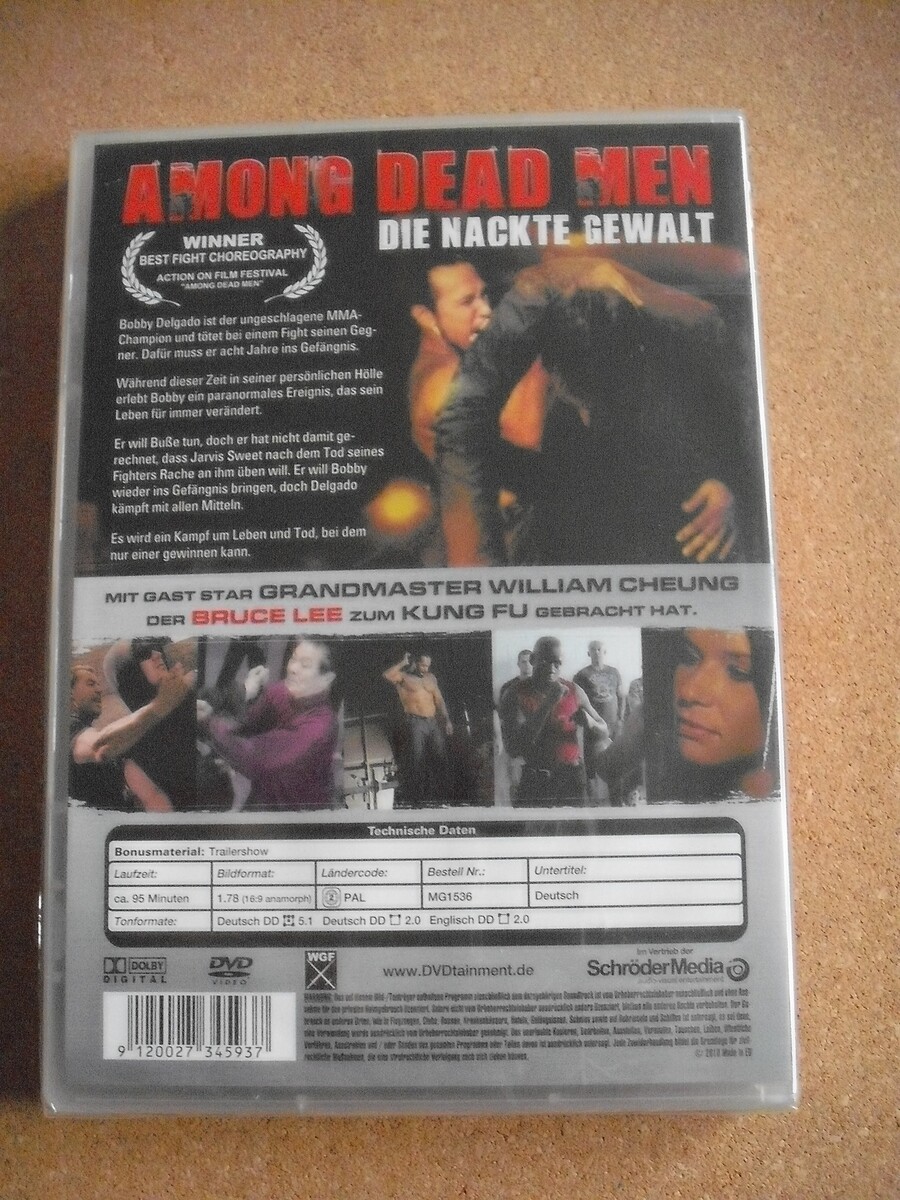 AMONG DEAD MEN
DIE NACKTE GEWALT
WINNER
BEST FIGHT CHOREOGRAPHY
ACTION ON FILM FESTIVAL
"AMONG DEAD MEN"
Bobby Delgado ist der ungeschlagene MMA-
Champion und tötet bei einem Fight seinen Geg-
ner. Dafür muss er acht Jahre ins Gefängnis.
Während dieser Zeit in seiner persönlichen Hölle
erlebt Bobby ein paranormales Ereignis, das sein
Leben für immer verändert.
Er will Buße tun, doch er hat nicht damit ge-
rechnet, dass Jarvis Sweet nach dem Tod seines
Fighters Rache an ihm üben will. Er will Bobby
wieder ins Gefängnis bringen, doch Delgado
kämpft mit allen Mitteln.
Es wird ein Kampf um Leben und Tod, bei dem
nur einer gewinnen kann.
MIT GAST STAR GRANDMASTER WILLIAM CHEUNG
DER BRUCE LEE ZUM KUNG FU GEBRACHT HAT.
Technische Daten
Bonusmaterial: Trailershow
Laufzeit: Bildformat: Ländercode: Bestell Nr.: Untertitel:
ca. 95 Minuten 1.78 (16:9 anamorph) 2 PAL MG1536 Deutsch
Tonformate: Deutsch DD 5.1 Deutsch DD 2.0 Englisch DD 2.0
DOLBY
DIGITAL
DVD
VIDEO
WGF
www.DVDtainment.de
Im Vertrieb der
SchröderMedia
audio-visual entertainment
9 120027 345937